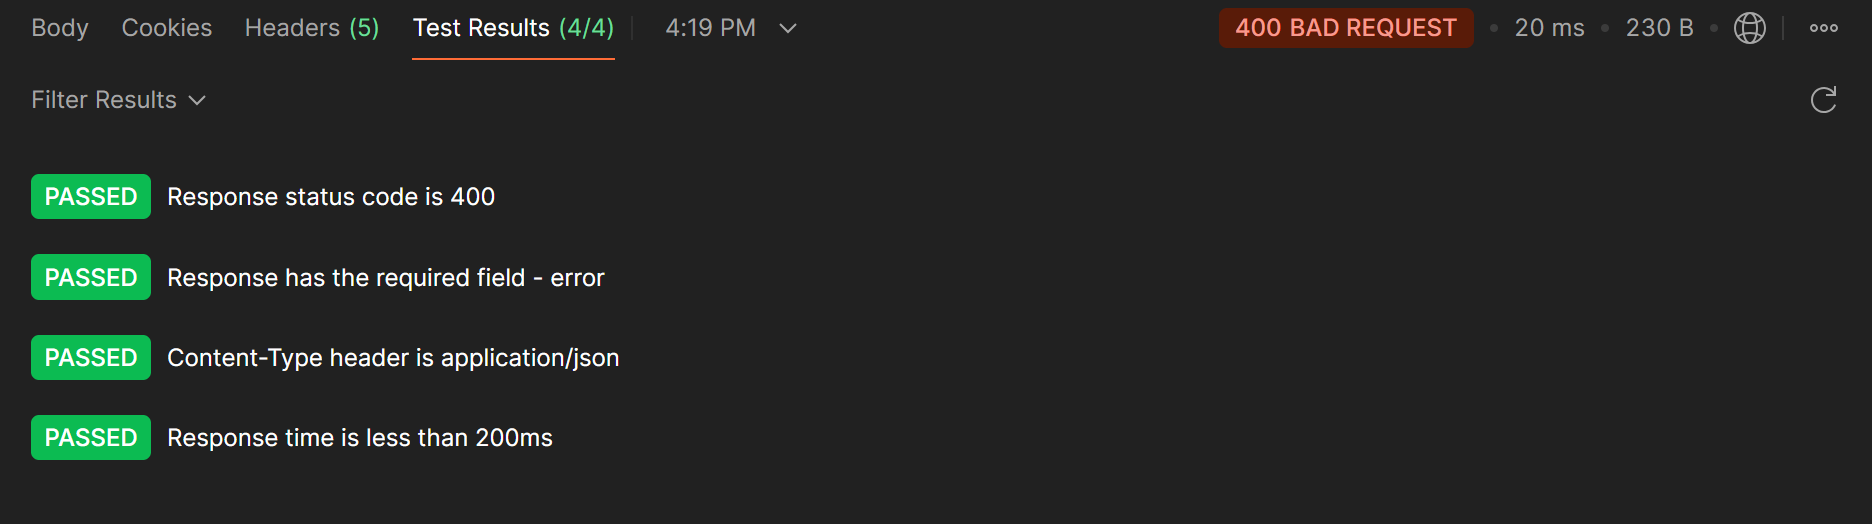 Body Cookies Headers (5) Test Results (4/4) 4:19 PM 400 BAD REQUEST 20 ms 230 B
Filter Results
PASSED Response status code is 400
PASSED Response has the required field - error
PASSED Content-Type header is application/json
PASSED Response time is less than 200ms